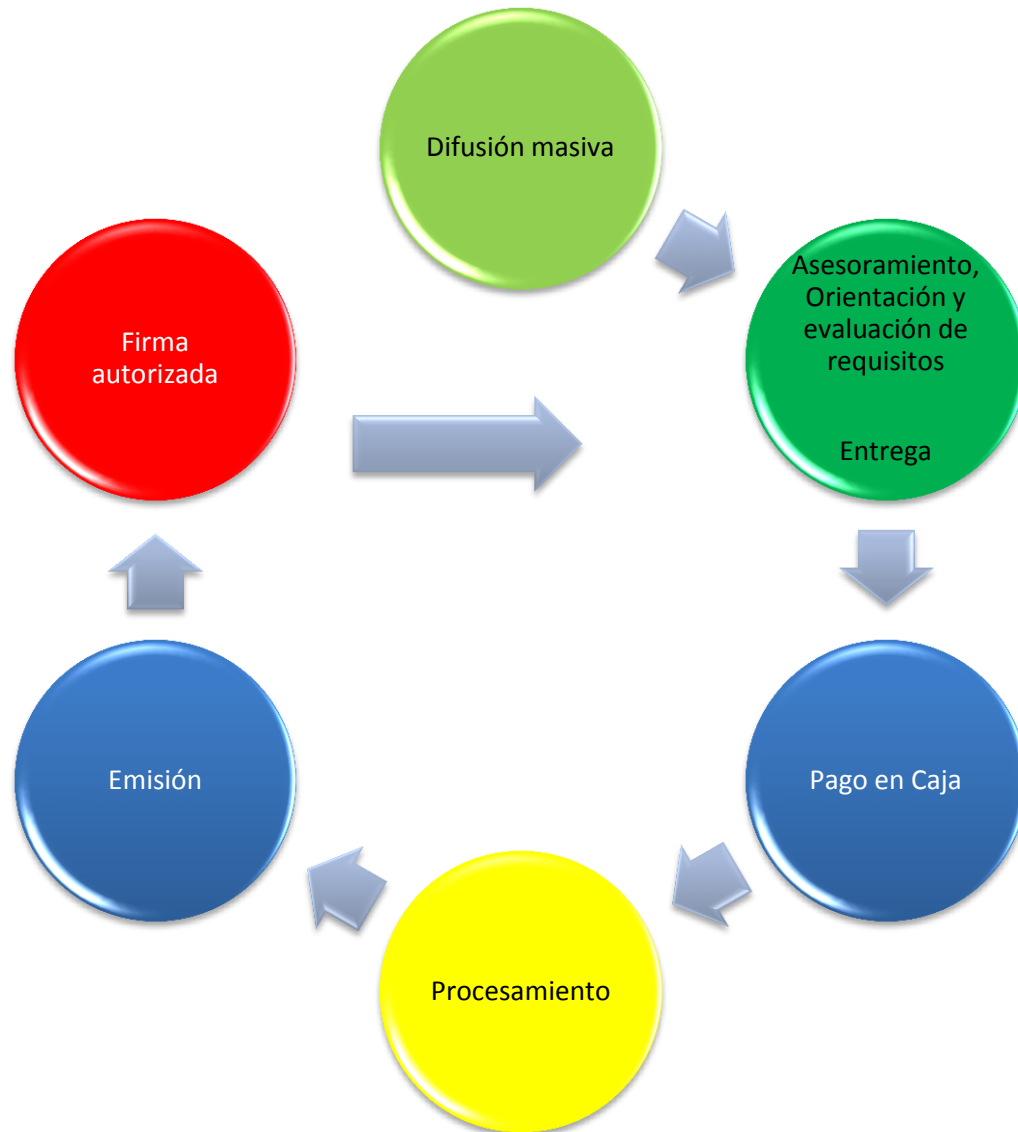 Difusión masiva
Asesoramiento,
Orientación y
evaluación de
requisitos
Entrega
Pago en Caja
Procesamiento
Emisión
Firma
autorizada